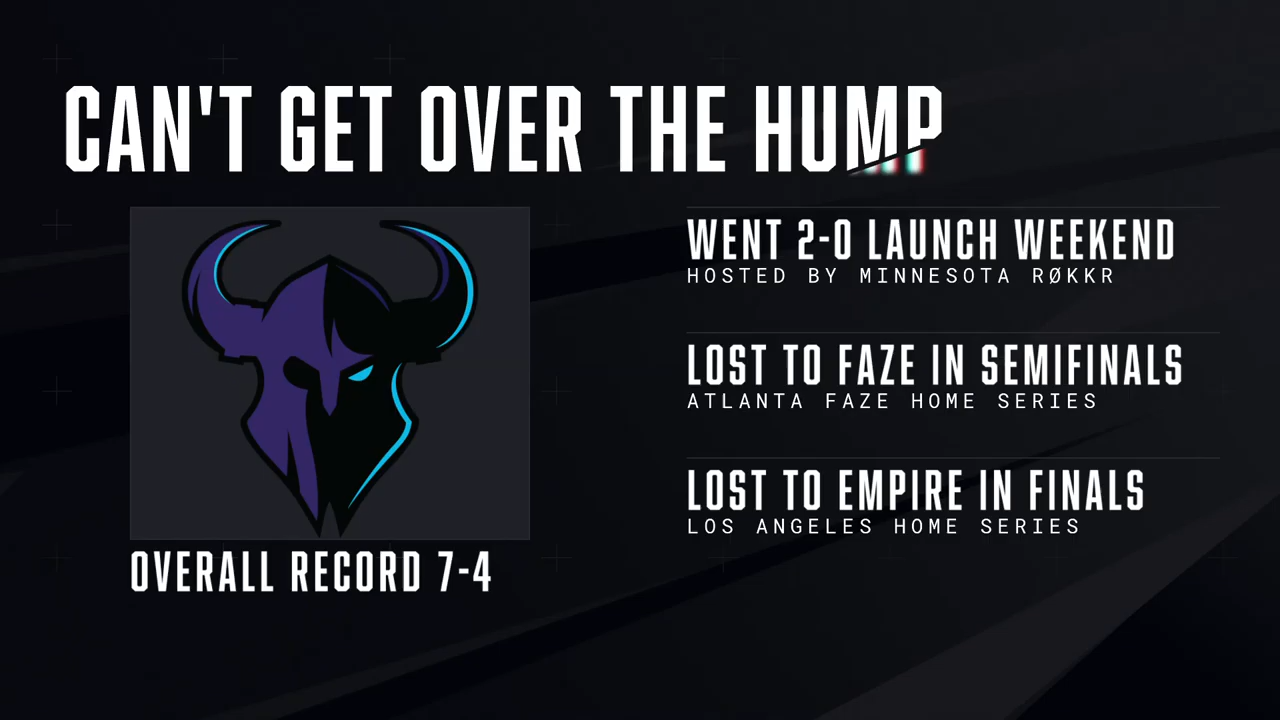 CAN'T GET OVER THE HUMP
WENT 2-0 LAUNCH WEEKEND
HOSTED BY MINNESOTA RØKKR
LOST TO FAZE IN SEMIFINALS
ATLANTA FAZE HOME SERIES
LOST TO EMPIRE IN FINALS
LOS ANGELES HOME SERIES
OVERALL RECORD 7-4